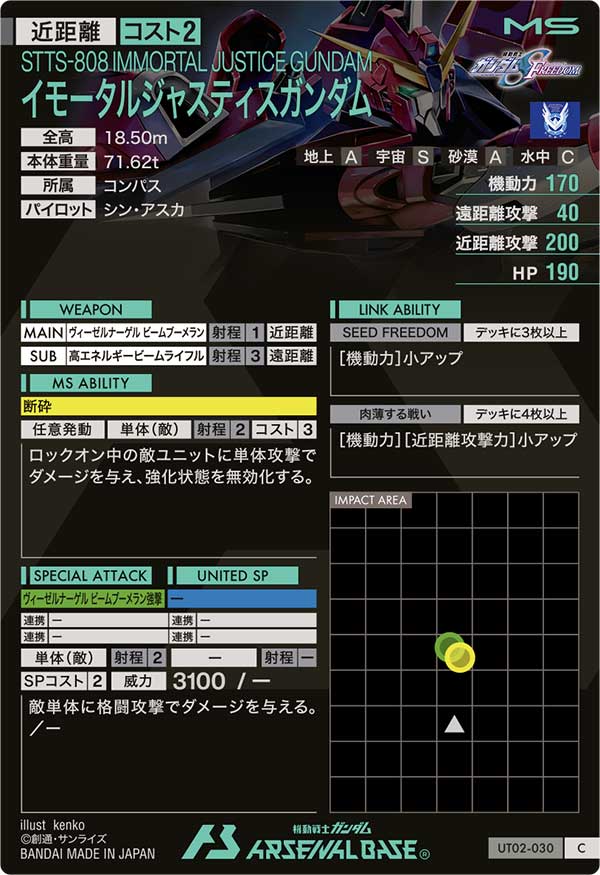 近距離 コスト2 MS
STTS-808 IMMORTAL JUSTICE GUNDAM
イモータルジャスティスガンダム
機動戦士 ガンダム SEED FREEDOM
全高 18.50m
本体重量 71.62t
所属 コンパス
パイロット シン・アスカ
地上 A 宇宙 S 砂漠 A 水中 C
機動力 170
遠距離攻撃 40
近距離攻撃 200
HP 190
WEAPON
MAIN ヴィーゼルナーゲル ビームブーメラン 射程 1 近距離
SUB 高エネルギービームライフル 射程 3 遠距離
MS ABILITY
断砕
任意発動 単体(敵) 射程 2 コスト 3
ロックオン中の敵ユニットに単体攻撃で
ダメージを与え、強化状態を無効化する。
LINK ABILITY
SEED FREEDOM デッキに3枚以上
[機動力]小アップ
肉薄する戦い デッキに4枚以上
[機動力][近距離攻撃力]小アップ
IMPACT AREA
SPECIAL ATTACK UNITED SP
ヴィーゼルナーゲル ビームブーメラン強撃 ー
連携 ー 連携 ー
連携 ー 連携 ー
単体(敵) 射程 2 ー 射程 ー
SPコスト 2 威力 3100 / ー
敵単体に格闘攻撃でダメージを与える。
/ー
illust kenko
©創通・サンライズ
BANDAI MADE IN JAPAN
機動戦士ガンダム
AB ARSENAL BASE®
UT02-030 C